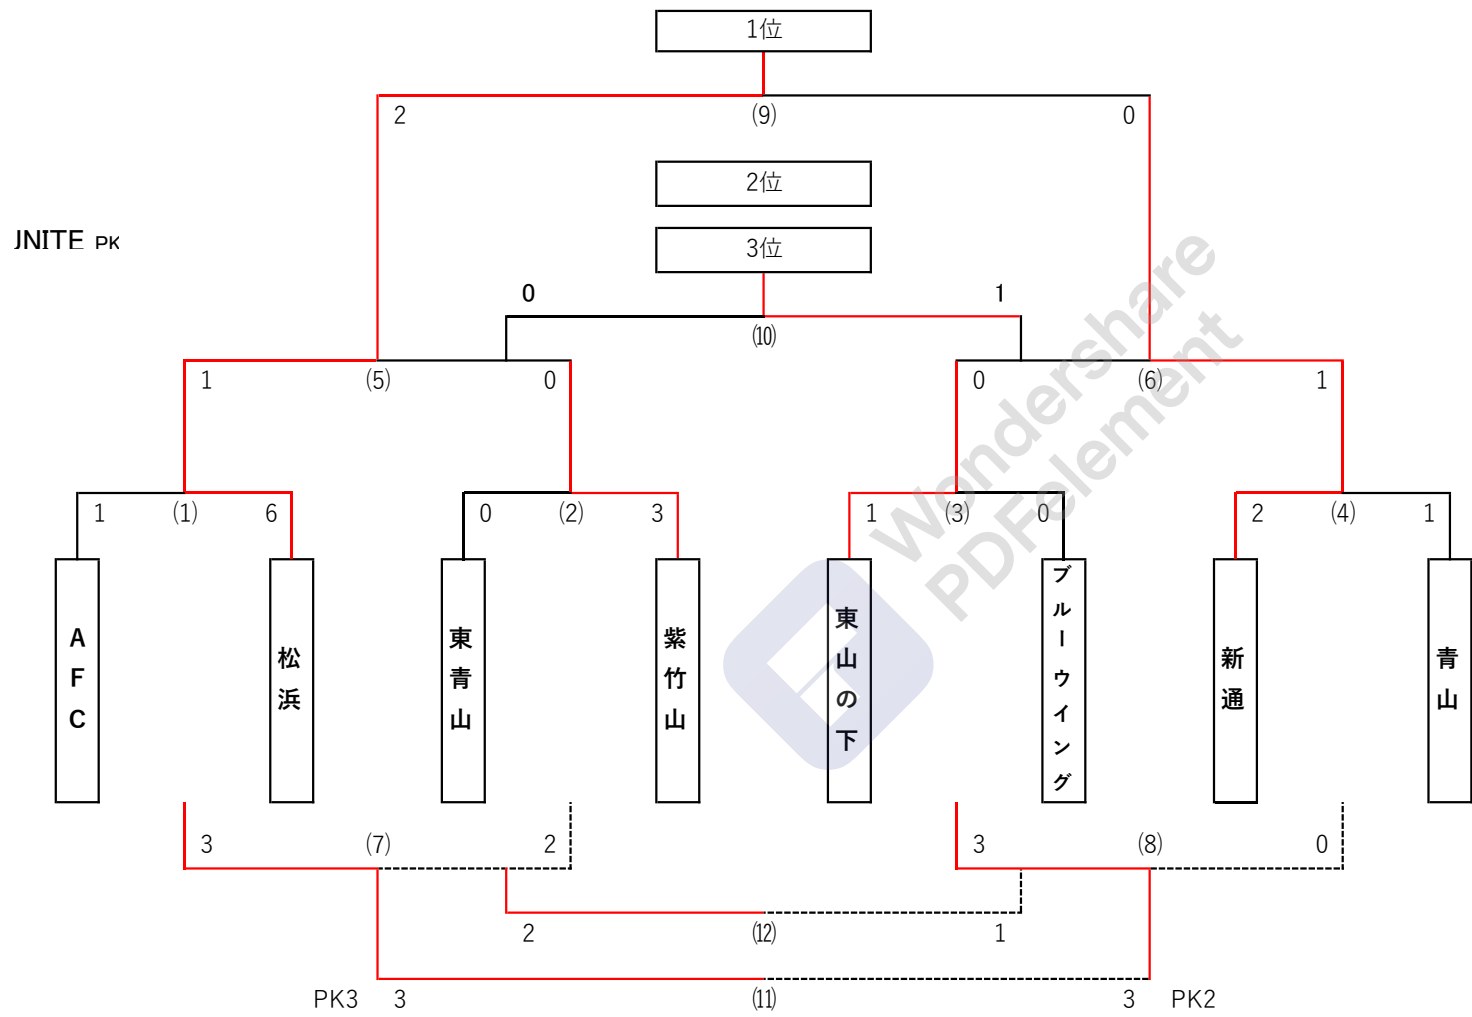 1位
2 (9) 0
2位
JNITE PK
3位
0 1
(10)
1 (5) 0 0 (6) 1
1 (1) 6 0 (2) 3 1 (3) 0 2 (4) 1
AFC
松浜
東青山
紫竹山
東山の下
ブルーウイング
新通
青山
3 (7) 2 3 (8) 0
2 (12) 1
PK3 3 (11) 3 PK2
Wondershare
PDFelement